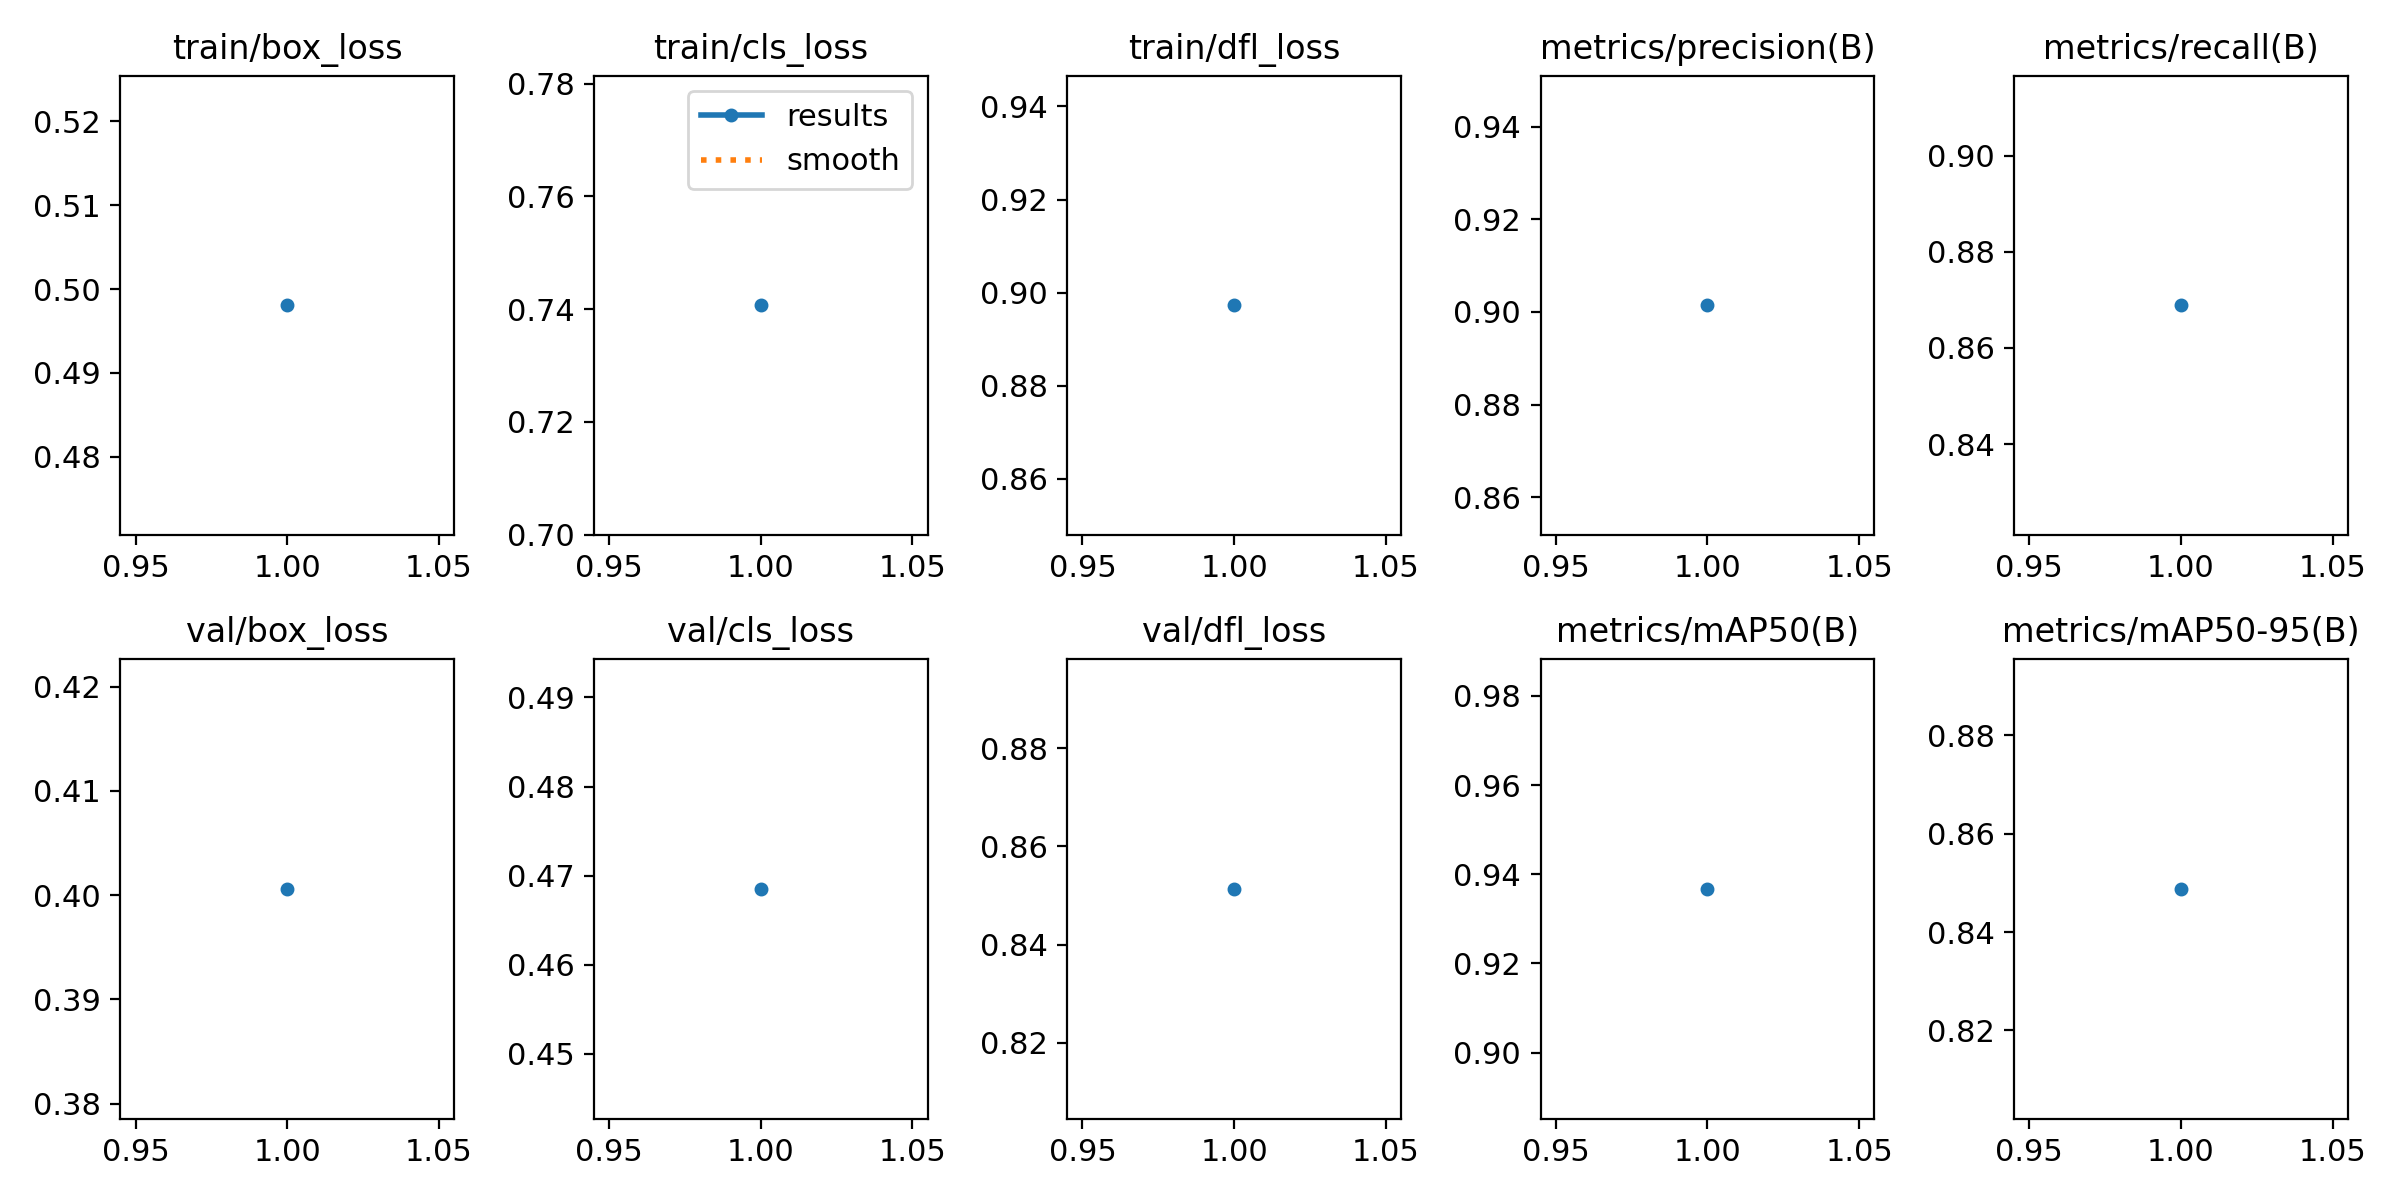 train/box_loss
0.52
0.51
0.50
0.49
0.48
0.95 1.00 1.05
train/cls_loss
results
smooth
0.78
0.76
0.74
0.72
0.70
0.95 1.00 1.05
train/dfl_loss
0.94
0.92
0.90
0.88
0.86
0.95 1.00 1.05
metrics/precision(B)
0.94
0.92
0.90
0.88
0.86
0.95 1.00 1.05
metrics/recall(B)
0.90
0.88
0.86
0.84
0.95 1.00 1.05
val/box_loss
0.42
0.41
0.40
0.39
0.38
0.95 1.00 1.05
val/cls_loss
0.49
0.48
0.47
0.46
0.45
0.95 1.00 1.05
val/dfl_loss
0.88
0.86
0.84
0.82
0.95 1.00 1.05
metrics/mAP50(B)
0.98
0.96
0.94
0.92
0.90
0.95 1.00 1.05
metrics/mAP50-95(B)
0.88
0.86
0.84
0.82
0.95 1.00 1.05